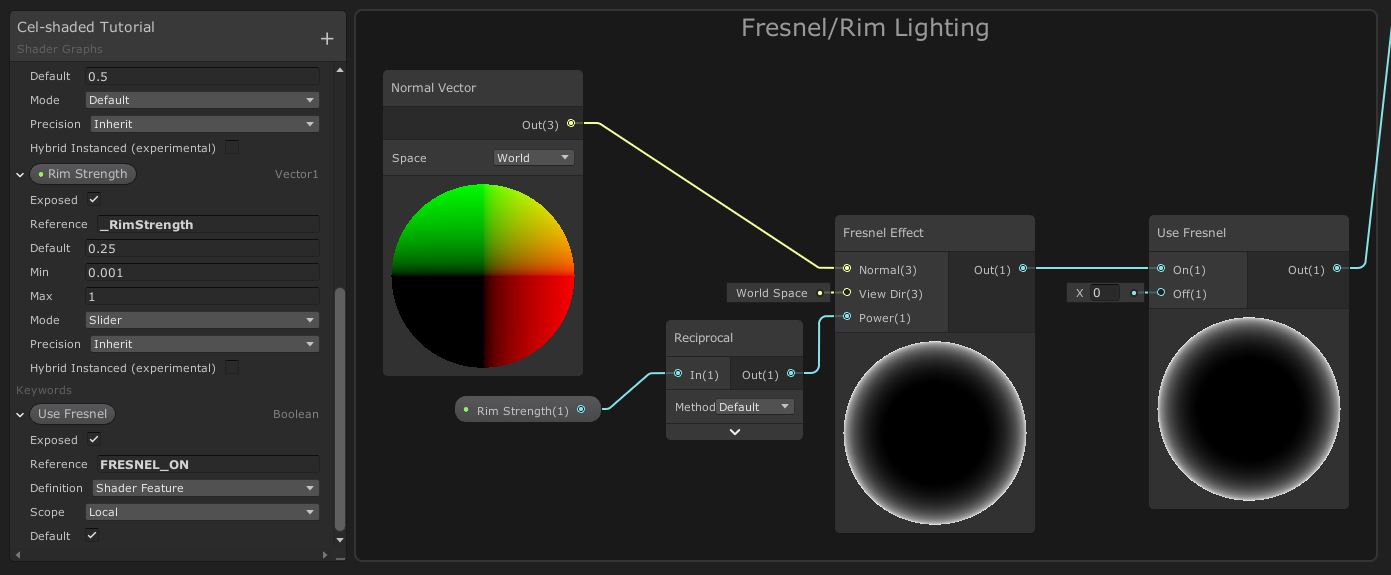 Cel-shaded Tutorial
Shader Graphs
Default 0.5
Mode Default
Precision Inherit
Hybrid Instanced (experimental)
Rim Strength Vector1
Exposed
Reference _RimStrength
Default 0.25
Min 0.001
Max 1
Mode Slider
Precision Inherit
Hybrid Instanced (experimental)
Keywords
Use Fresnel Boolean
Exposed
Reference FRESNEL_ON
Definition Shader Feature
Scope Local
Default
Fresnel/Rim Lighting
Normal Vector
Out(3)
Space World
Rim Strength(1)
Reciprocal
In(1) Out(1)
Method Default
Fresnel Effect
Normal(3) Out(1)
World Space View Dir(3)
Power(1)
Use Fresnel
On(1) Out(1)
X 0 Off(1)